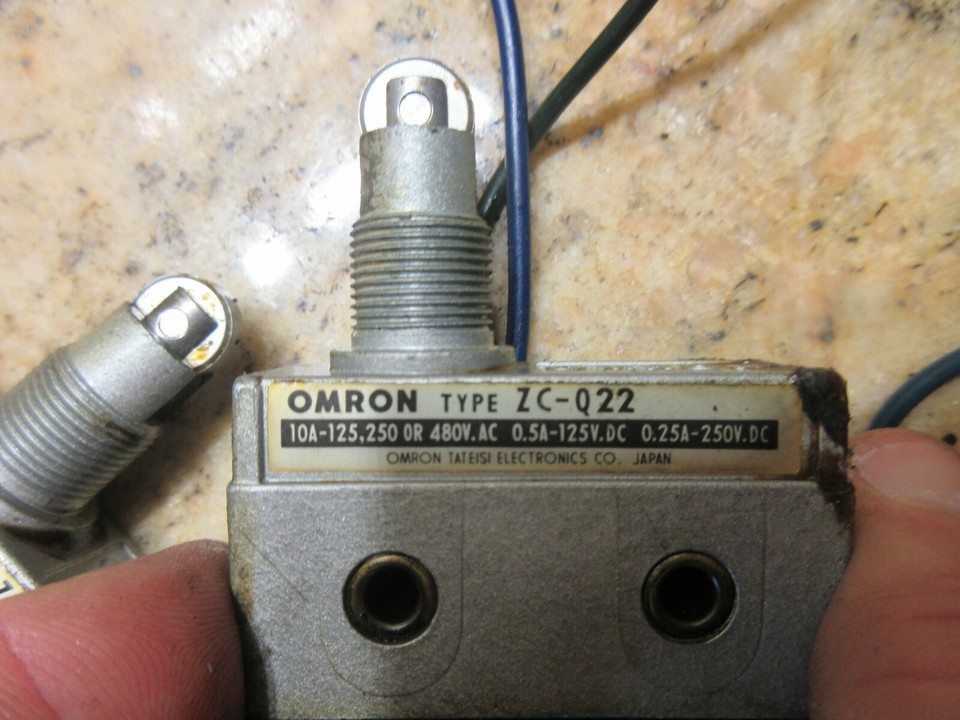 OMRON TYPE ZC-Q22
10A-125,250 OR 480V.AC 0.5A-125V.DC 0.25A-250V.DC
OMRON TATEISI ELECTRONICS CO. JAPAN